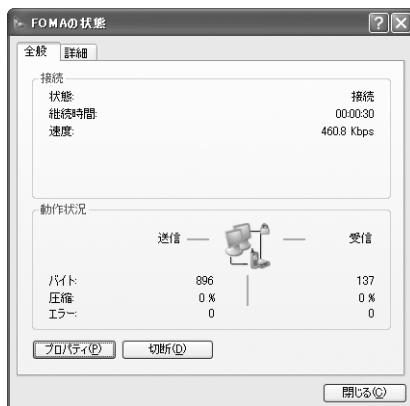 FOMAの状態
全般 詳細
接続
状態: 接続
継続時間: 00:00:30
速度: 460.8 Kbps
動作状況
送信 受信
バイト: 896 137
圧縮: 0 % 0 %
エラー: 0 0
プロパティ(P) 切断(D)
閉じる(C)